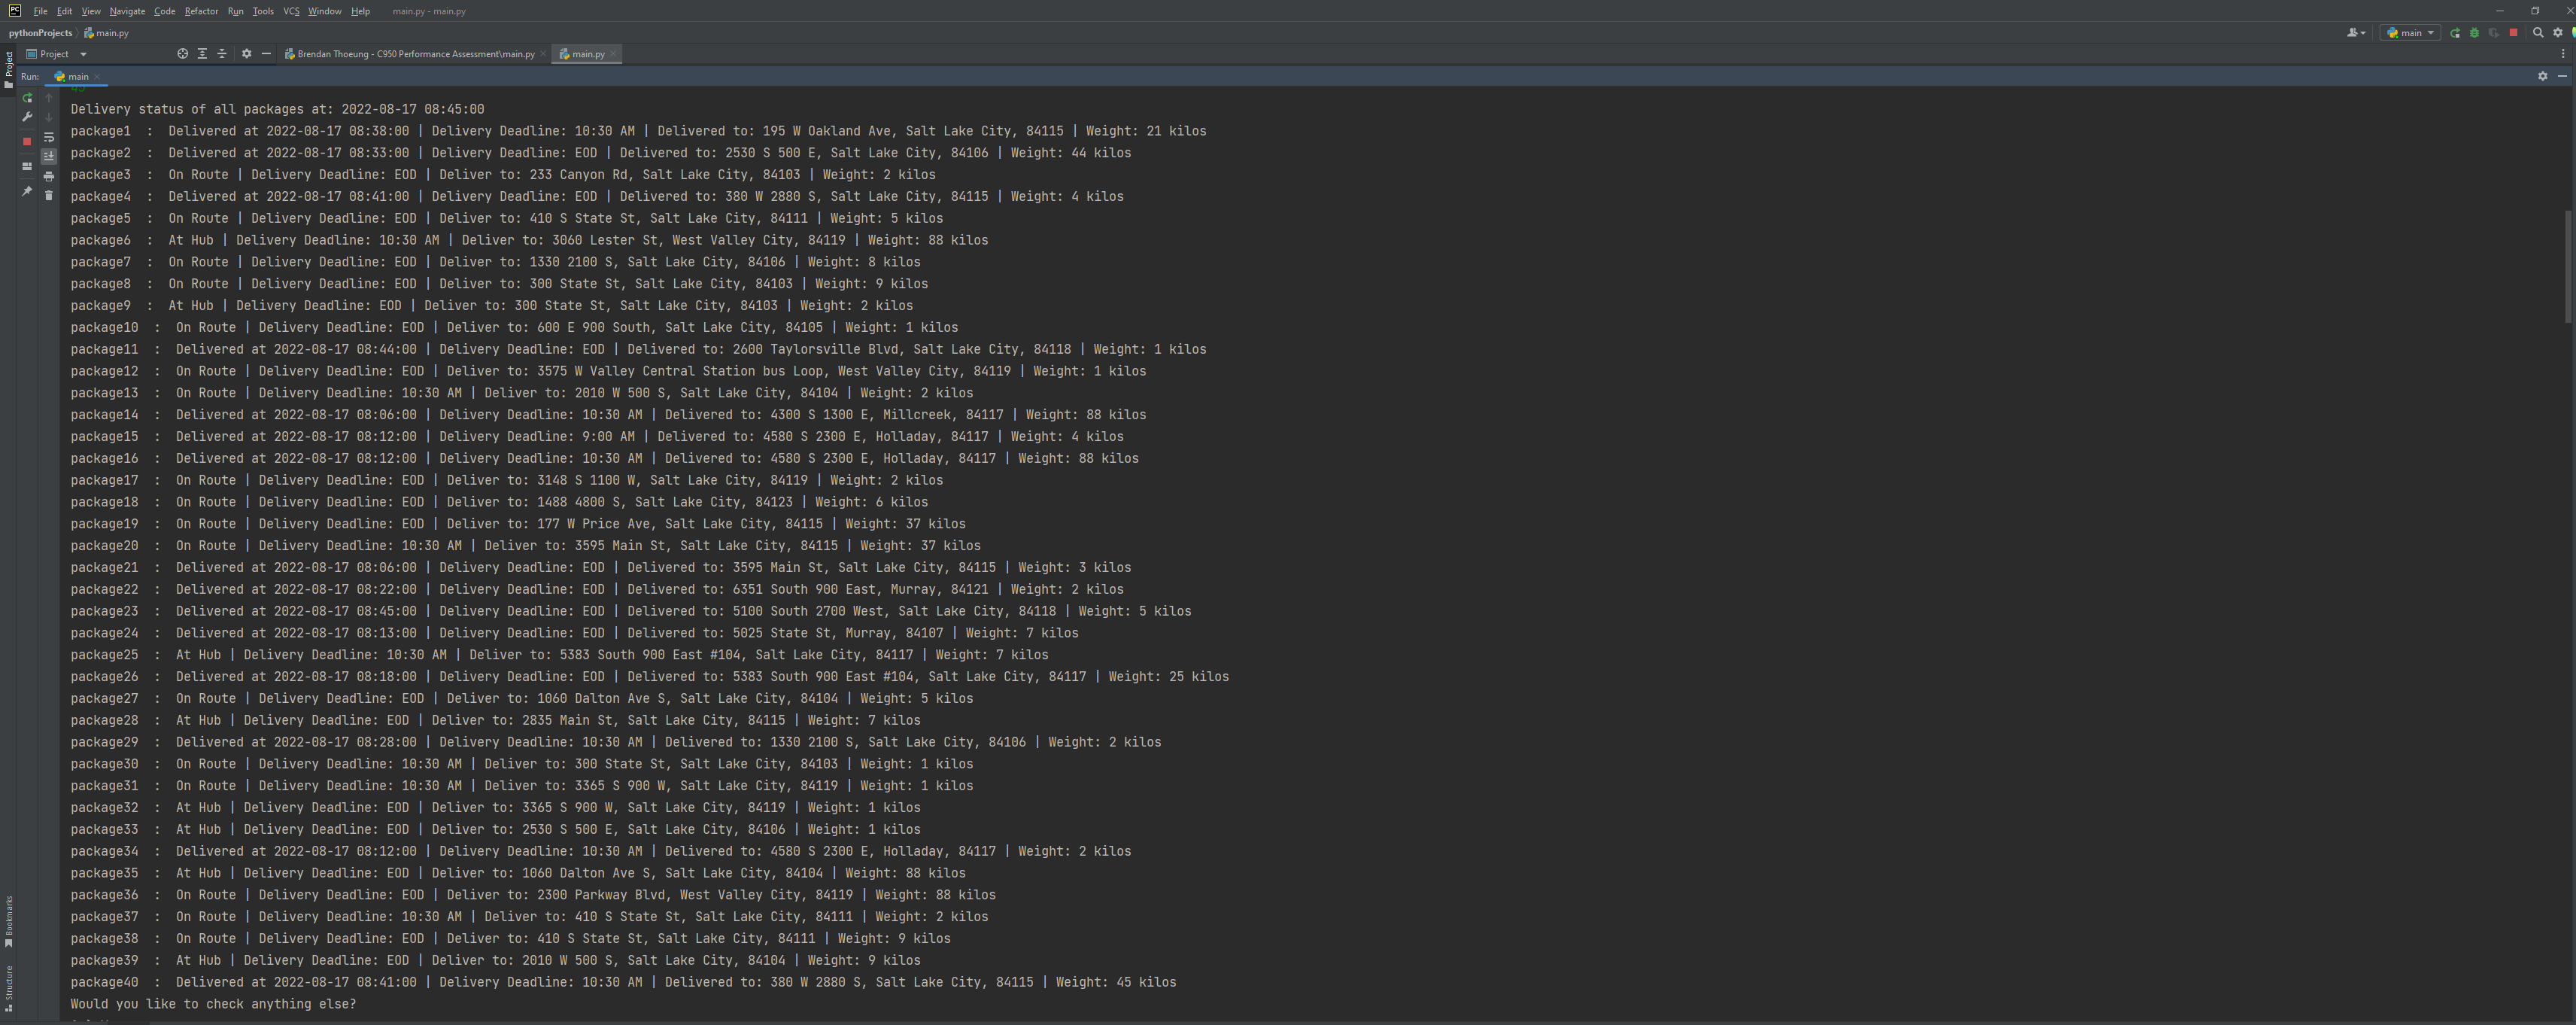 PC File Edit View Navigate Code Refactor Run Tools VCS Window Help main.py - main.py
pythonProjects main.py main
Project Brendan Thoeung - C950 Performance Assessment\main.py main.py
Project
Run: main
45
Delivery status of all packages at: 2022-08-17 08:45:00
package1  :  Delivered at 2022-08-17 08:38:00 | Delivery Deadline: 10:30 AM | Delivered to: 195 W Oakland Ave, Salt Lake City, 84115 | Weight: 21 kilos
package2  :  Delivered at 2022-08-17 08:33:00 | Delivery Deadline: EOD | Delivered to: 2530 S 500 E, Salt Lake City, 84106 | Weight: 44 kilos
package3  :  On Route | Delivery Deadline: EOD | Deliver to: 233 Canyon Rd, Salt Lake City, 84103 | Weight: 2 kilos
package4  :  Delivered at 2022-08-17 08:41:00 | Delivery Deadline: EOD | Delivered to: 380 W 2880 S, Salt Lake City, 84115 | Weight: 4 kilos
package5  :  On Route | Delivery Deadline: EOD | Deliver to: 410 S State St, Salt Lake City, 84111 | Weight: 5 kilos
package6  :  At Hub | Delivery Deadline: 10:30 AM | Deliver to: 3060 Lester St, West Valley City, 84119 | Weight: 88 kilos
package7  :  On Route | Delivery Deadline: EOD | Deliver to: 1330 2100 S, Salt Lake City, 84106 | Weight: 8 kilos
package8  :  On Route | Delivery Deadline: EOD | Deliver to: 300 State St, Salt Lake City, 84103 | Weight: 9 kilos
package9  :  At Hub | Delivery Deadline: EOD | Deliver to: 300 State St, Salt Lake City, 84103 | Weight: 2 kilos
package10  :  On Route | Delivery Deadline: EOD | Deliver to: 600 E 900 South, Salt Lake City, 84105 | Weight: 1 kilos
package11  :  Delivered at 2022-08-17 08:44:00 | Delivery Deadline: EOD | Delivered to: 2600 Taylorsville Blvd, Salt Lake City, 84118 | Weight: 1 kilos
package12  :  On Route | Delivery Deadline: EOD | Deliver to: 3575 W Valley Central Station bus Loop, West Valley City, 84119 | Weight: 1 kilos
package13  :  On Route | Delivery Deadline: 10:30 AM | Deliver to: 2010 W 500 S, Salt Lake City, 84104 | Weight: 2 kilos
package14  :  Delivered at 2022-08-17 08:06:00 | Delivery Deadline: 10:30 AM | Delivered to: 4300 S 1300 E, Millcreek, 84117 | Weight: 88 kilos
package15  :  Delivered at 2022-08-17 08:12:00 | Delivery Deadline: 9:00 AM | Delivered to: 4580 S 2300 E, Holladay, 84117 | Weight: 4 kilos
package16  :  Delivered at 2022-08-17 08:12:00 | Delivery Deadline: 10:30 AM | Delivered to: 4580 S 2300 E, Holladay, 84117 | Weight: 88 kilos
package17  :  On Route | Delivery Deadline: EOD | Deliver to: 3148 S 1100 W, Salt Lake City, 84119 | Weight: 2 kilos
package18  :  On Route | Delivery Deadline: EOD | Deliver to: 1488 4800 S, Salt Lake City, 84123 | Weight: 6 kilos
package19  :  On Route | Delivery Deadline: EOD | Deliver to: 177 W Price Ave, Salt Lake City, 84115 | Weight: 37 kilos
package20  :  On Route | Delivery Deadline: 10:30 AM | Deliver to: 3595 Main St, Salt Lake City, 84115 | Weight: 37 kilos
package21  :  Delivered at 2022-08-17 08:06:00 | Delivery Deadline: EOD | Delivered to: 3595 Main St, Salt Lake City, 84115 | Weight: 3 kilos
package22  :  Delivered at 2022-08-17 08:22:00 | Delivery Deadline: EOD | Delivered to: 6351 South 900 East, Murray, 84121 | Weight: 2 kilos
package23  :  Delivered at 2022-08-17 08:45:00 | Delivery Deadline: EOD | Delivered to: 5100 South 2700 West, Salt Lake City, 84118 | Weight: 5 kilos
package24  :  Delivered at 2022-08-17 08:13:00 | Delivery Deadline: EOD | Delivered to: 5025 State St, Murray, 84107 | Weight: 7 kilos
package25  :  At Hub | Delivery Deadline: 10:30 AM | Deliver to: 5383 South 900 East #104, Salt Lake City, 84117 | Weight: 7 kilos
package26  :  Delivered at 2022-08-17 08:18:00 | Delivery Deadline: EOD | Delivered to: 5383 South 900 East #104, Salt Lake City, 84117 | Weight: 25 kilos
package27  :  On Route | Delivery Deadline: EOD | Deliver to: 1060 Dalton Ave S, Salt Lake City, 84104 | Weight: 5 kilos
package28  :  At Hub | Delivery Deadline: EOD | Deliver to: 2835 Main St, Salt Lake City, 84115 | Weight: 7 kilos
package29  :  Delivered at 2022-08-17 08:28:00 | Delivery Deadline: 10:30 AM | Delivered to: 1330 2100 S, Salt Lake City, 84106 | Weight: 2 kilos
package30  :  On Route | Delivery Deadline: 10:30 AM | Deliver to: 300 State St, Salt Lake City, 84103 | Weight: 1 kilos
package31  :  On Route | Delivery Deadline: 10:30 AM | Deliver to: 3365 S 900 W, Salt Lake City, 84119 | Weight: 1 kilos
package32  :  At Hub | Delivery Deadline: EOD | Deliver to: 3365 S 900 W, Salt Lake City, 84119 | Weight: 1 kilos
package33  :  At Hub | Delivery Deadline: EOD | Deliver to: 2530 S 500 E, Salt Lake City, 84106 | Weight: 1 kilos
package34  :  Delivered at 2022-08-17 08:12:00 | Delivery Deadline: 10:30 AM | Delivered to: 4580 S 2300 E, Holladay, 84117 | Weight: 2 kilos
package35  :  At Hub | Delivery Deadline: EOD | Deliver to: 1060 Dalton Ave S, Salt Lake City, 84104 | Weight: 88 kilos
package36  :  On Route | Delivery Deadline: EOD | Deliver to: 2300 Parkway Blvd, West Valley City, 84119 | Weight: 88 kilos
package37  :  On Route | Delivery Deadline: 10:30 AM | Deliver to: 410 S State St, Salt Lake City, 84111 | Weight: 2 kilos
package38  :  On Route | Delivery Deadline: EOD | Deliver to: 410 S State St, Salt Lake City, 84111 | Weight: 9 kilos
package39  :  At Hub | Delivery Deadline: EOD | Deliver to: 2010 W 500 S, Salt Lake City, 84104 | Weight: 9 kilos
package40  :  Delivered at 2022-08-17 08:41:00 | Delivery Deadline: 10:30 AM | Delivered to: 380 W 2880 S, Salt Lake City, 84115 | Weight: 45 kilos
Would you like to check anything else?
Bookmarks
Structure